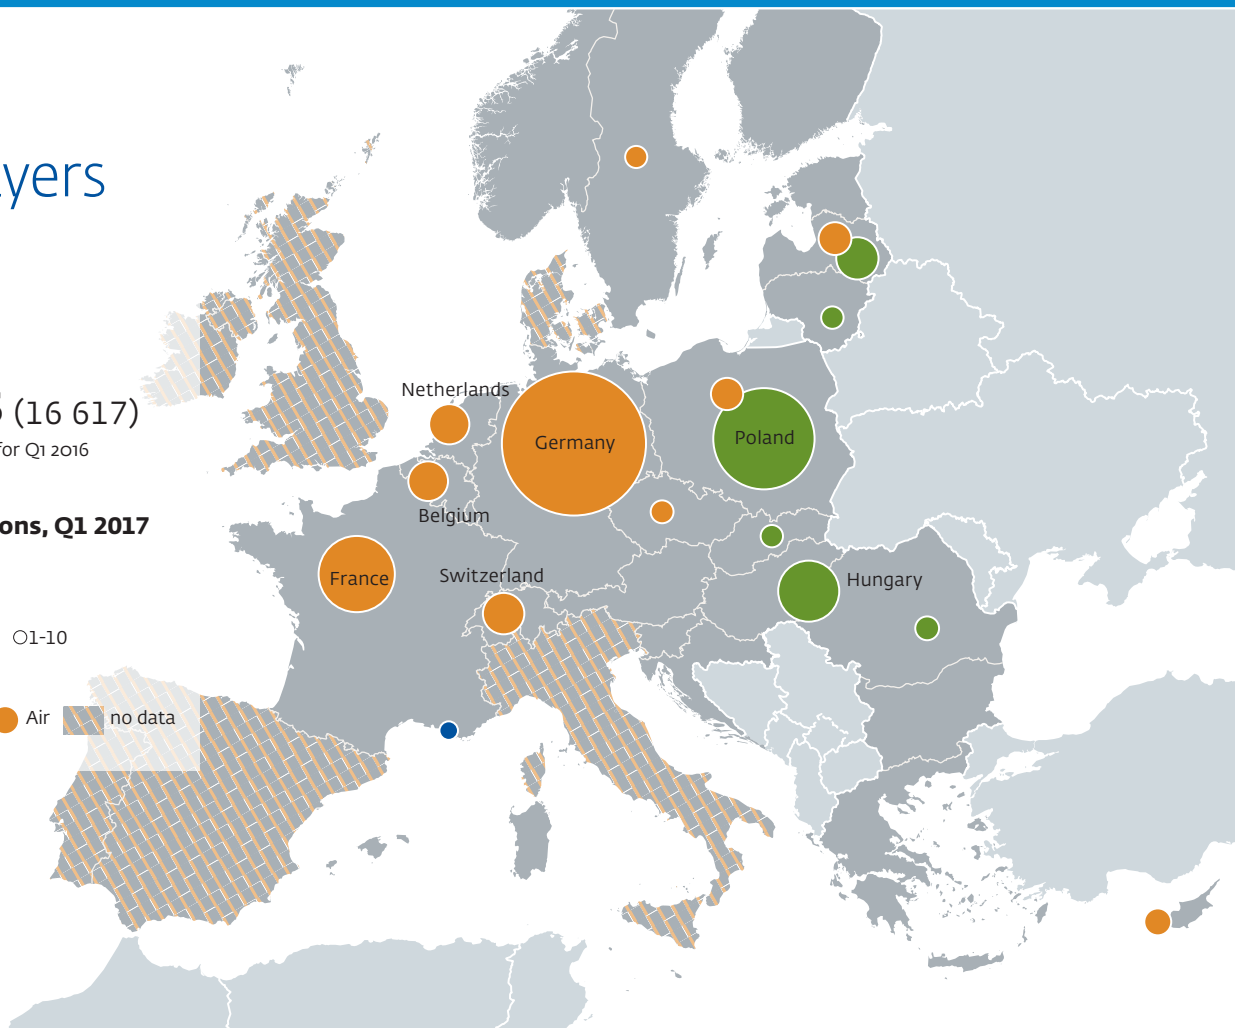 yers
(16 617)
for Q1 2016
ons, Q1 2017
1-10
Air
no data
Netherlands
Germany
Poland
Belgium
France
Switzerland
Hungary